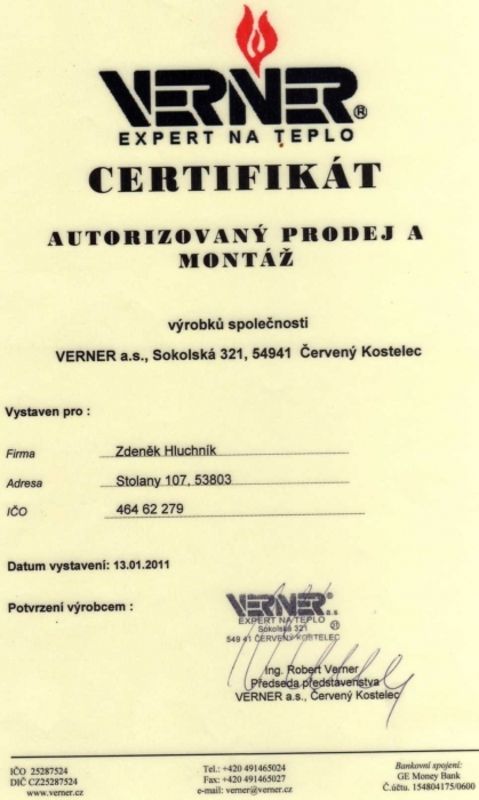 VERNER®
EXPERT NA TEPLO
CERTIFIKÁT
AUTORIZOVANÝ PRODEJ A
MONTÁŽ
výrobků společnosti
VERNER a.s., Sokolská 321, 54941 Červený Kostelec
Vystaven pro :
Firma Zdeněk Hluchník
Adresa Stolany 107, 53803
IČO 464 62 279
Datum vystavení: 13.01.2011
Potvrzení výrobcem :
VERNER® a.s.
EXPERT NA TEPLO
Sokolská 321
549 41 ČERVENÝ KOSTELEC
Ing. Robert Verner
Předseda představenstva
VERNER a.s., Červený Kostelec
IČO 25287524
DIČ CZ25287524
www.verner.cz
Tel.: +420 491465024
Fax: +420 491465027
e-mail: verner@verner.cz
Bankovní spojení:
GE Money Bank
Č.účtu. 154804175/0600